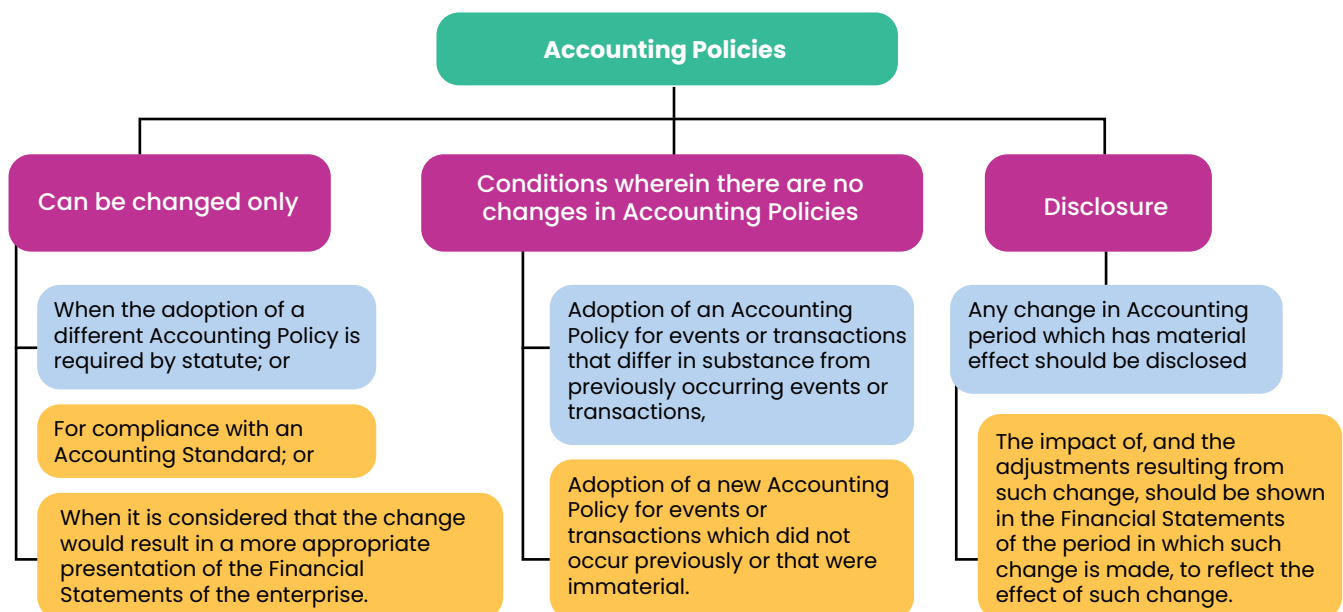 Accounting Policies
Can be changed only
When the adoption of a
different Accounting Policy is
required by statute; or
For compliance with an
Accounting Standard; or
When it is considered that the change
would result in a more appropriate
presentation of the Financial
Statements of the enterprise.
Conditions wherein there are no
changes in Accounting Policies
Adoption of an Accounting
Policy for events or transactions
that differ in substance from
previously occurring events or
transactions,
Adoption of a new Accounting
Policy for events or
transactions which did not
occur previously or that were
immaterial.
Disclosure
Any change in Accounting
period which has material
effect should be disclosed
The impact of, and the
adjustments resulting from
such change, should be shown
in the Financial Statements
of the period in which such
change is made, to reflect the
effect of such change.